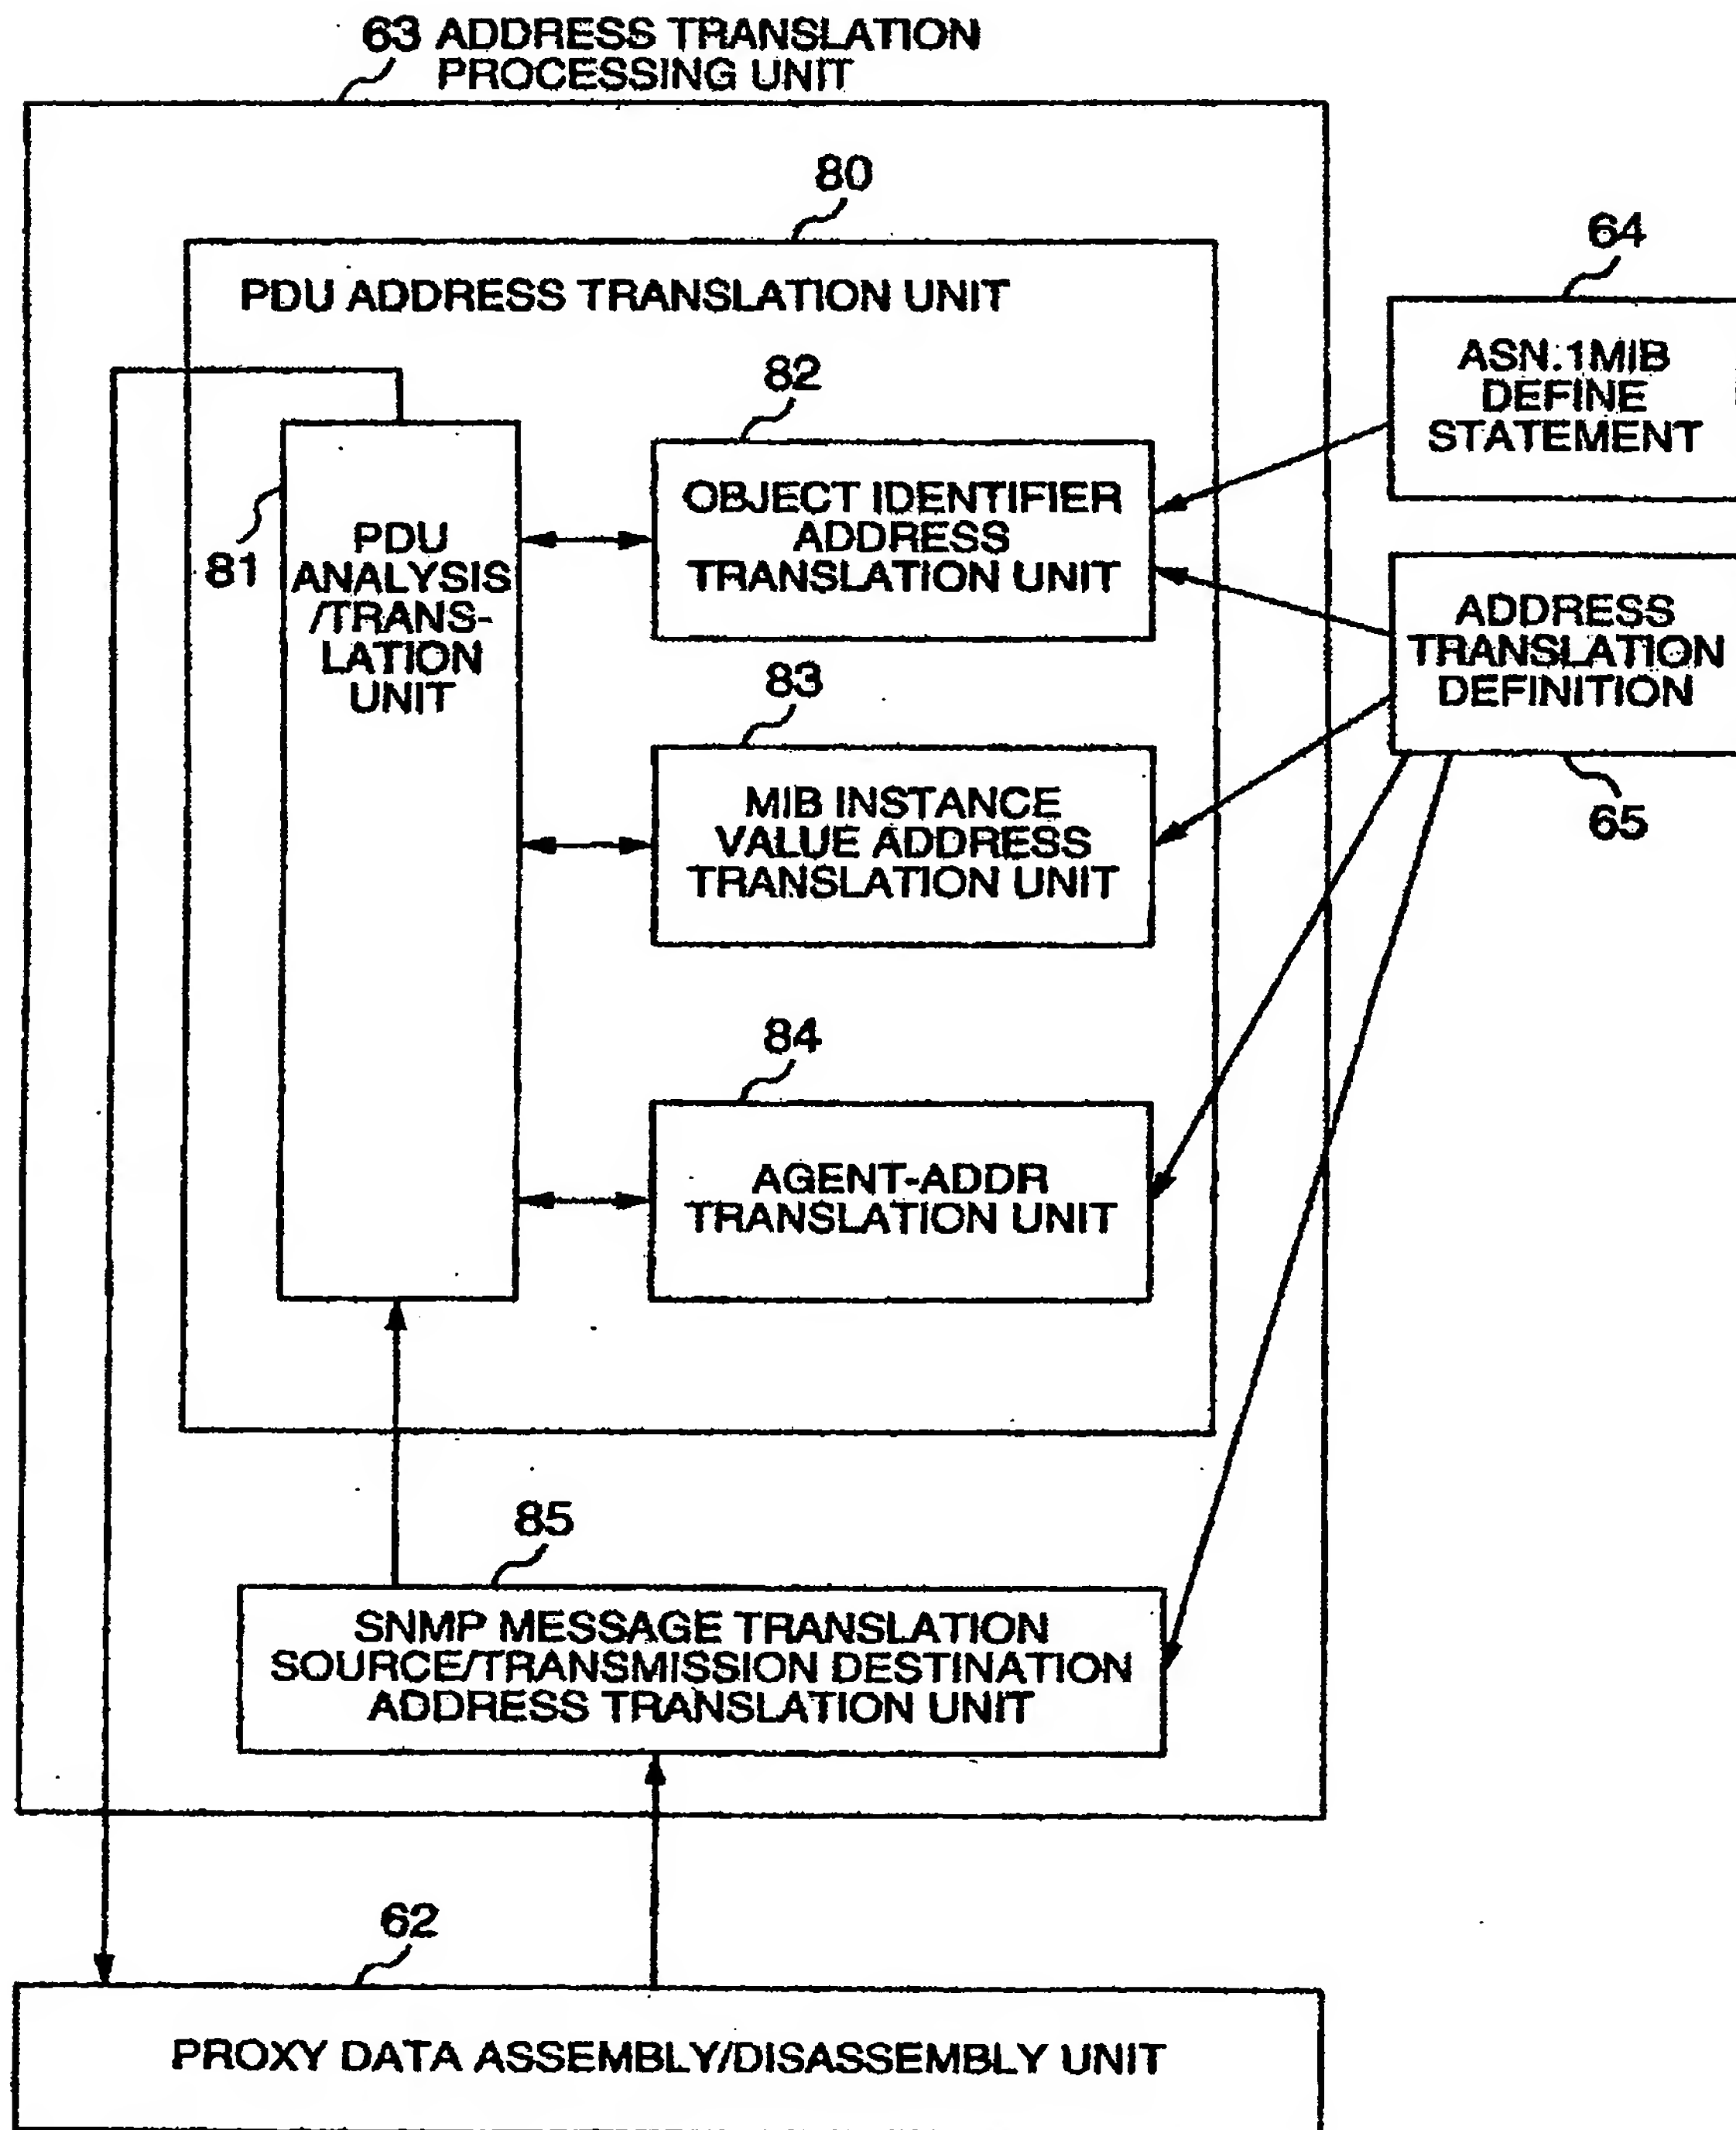 63 ADDRESS TRANSLATION
PROCESSING UNIT
80
PDU ADDRESS TRANSLATION UNIT
64
ASN.1MIB
DEFINE
STATEMENT
82
OBJECT IDENTIFIER
ADDRESS
TRANSLATION UNIT
81
PDU
ANALYSIS
/TRANS-
LATION
UNIT
ADDRESS
TRANSLATION
DEFINITION
65
83
MIB INSTANCE
VALUE ADDRESS
TRANSLATION UNIT
84
AGENT-ADDR
TRANSLATION UNIT
85
SNMP MESSAGE TRANSLATION
SOURCE/TRANSMISSION DESTINATION
ADDRESS TRANSLATION UNIT
62
PROXY DATA ASSEMBLY/DISASSEMBLY UNIT